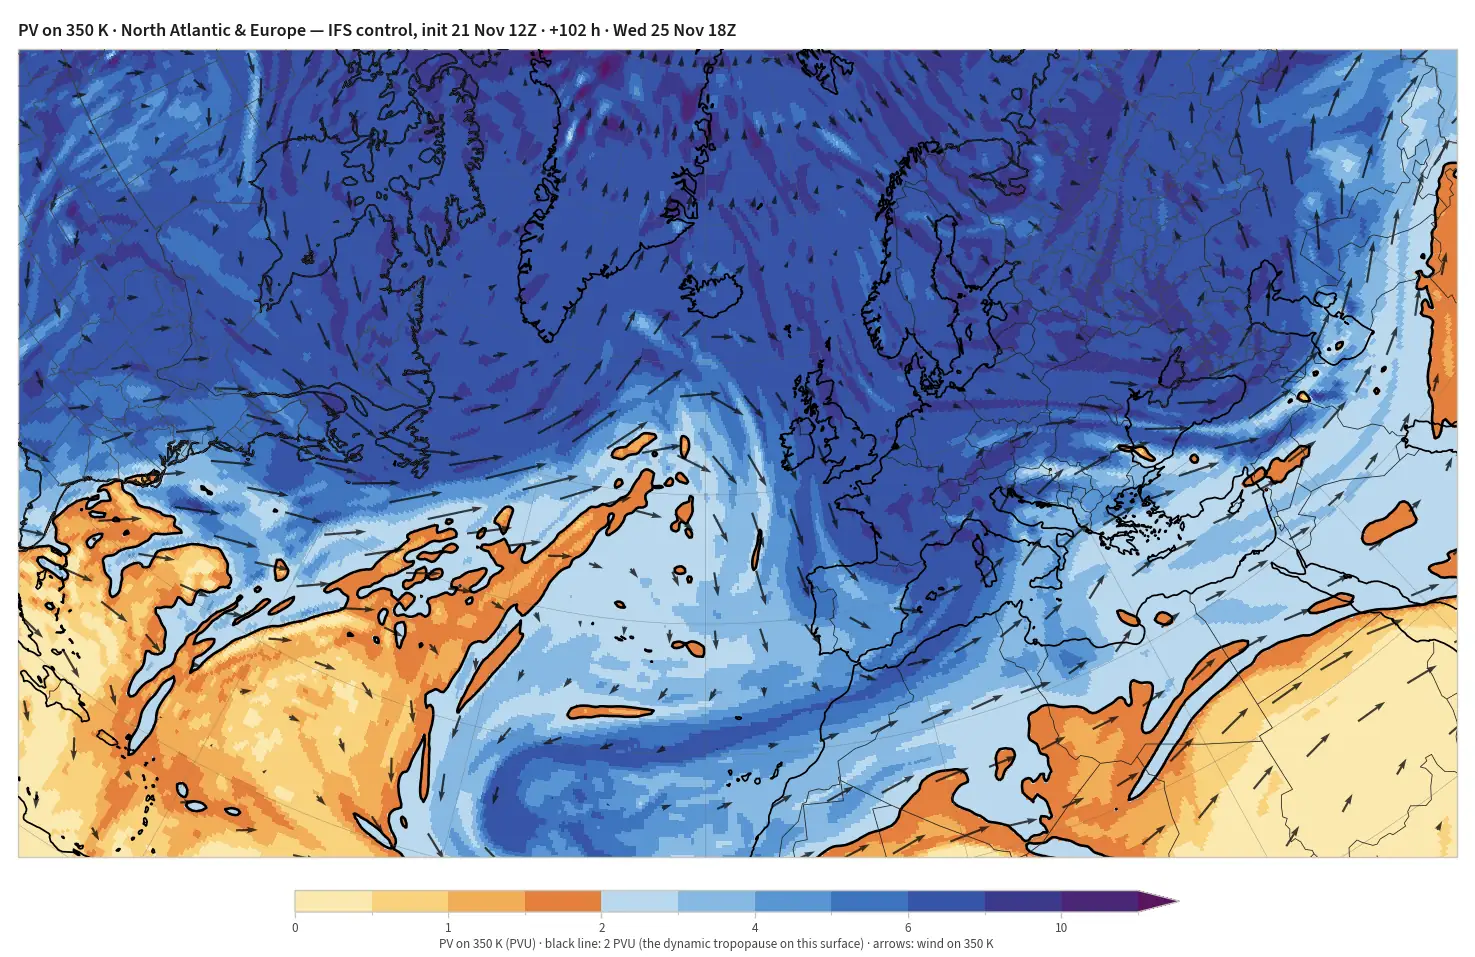 PV on 350 K · North Atlantic & Europe — IFS control, init 21 Nov 12Z · +102 h · Wed 25 Nov 18Z
0 1 2 4 6 10
PV on 350 K (PVU) · black line: 2 PVU (the dynamic tropopause on this surface) · arrows: wind on 350 K